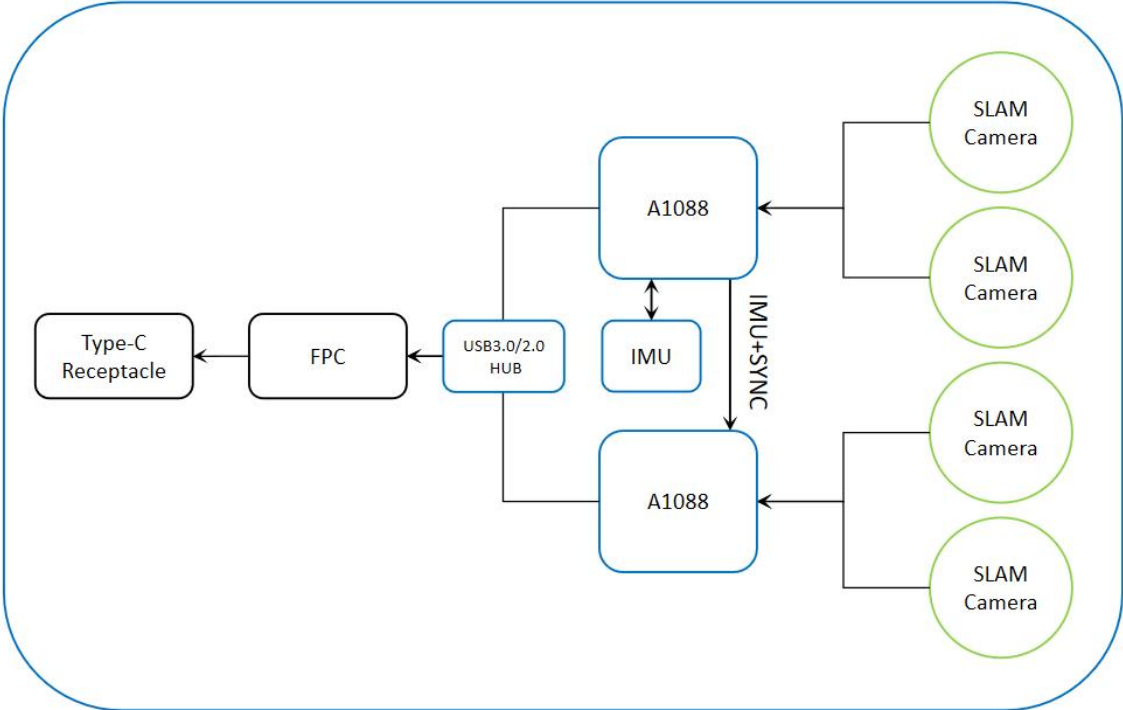 SLAM
Camera
A1088
SLAM
Camera
Type-C
Receptacle
FPC
USB3.0/2.0
HUB
IMU
IMU+SYNC
SLAM
Camera
A1088
SLAM
Camera